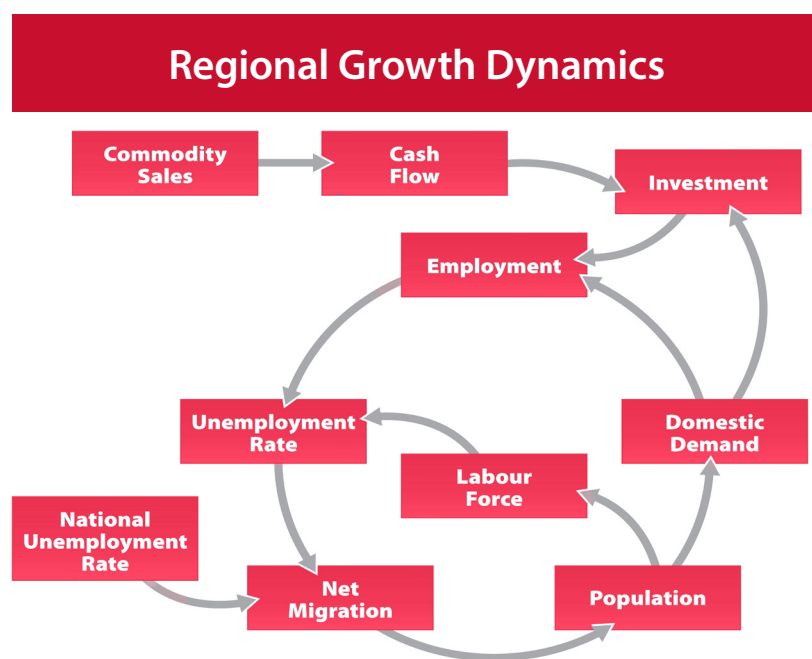 Regional Growth Dynamics
Commodity
Sales
Cash
Flow
Investment
Employment
Unemployment
Rate
Domestic
Demand
Labour
Force
National
Unemployment
Rate
Net
Migration
Population